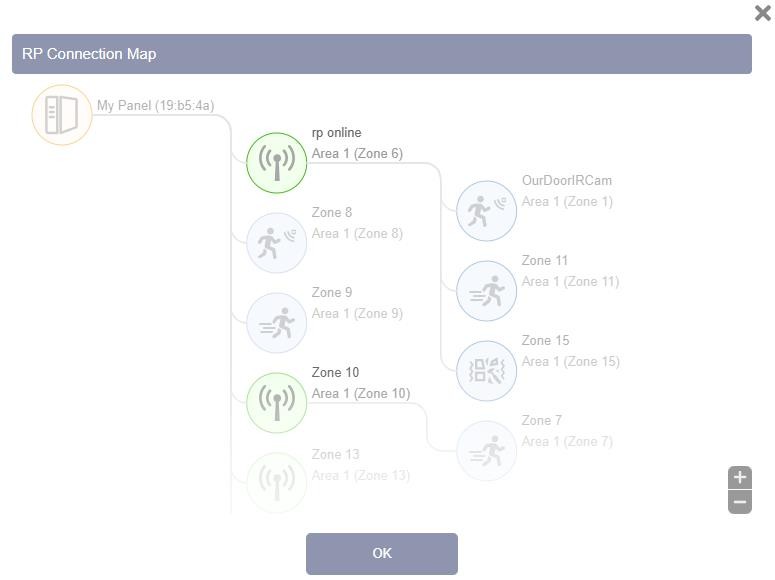 RP Connection Map
My Panel (19:b5:4a)
rp online
Area 1 (Zone 6)
OurDoorIRCam
Area 1 (Zone 1)
Zone 8
Area 1 (Zone 8)
Zone 11
Area 1 (Zone 11)
Zone 9
Area 1 (Zone 9)
Zone 15
Area 1 (Zone 15)
Zone 10
Area 1 (Zone 10)
Zone 7
Area 1 (Zone 7)
Zone 13
Area 1 (Zone 13)
OK